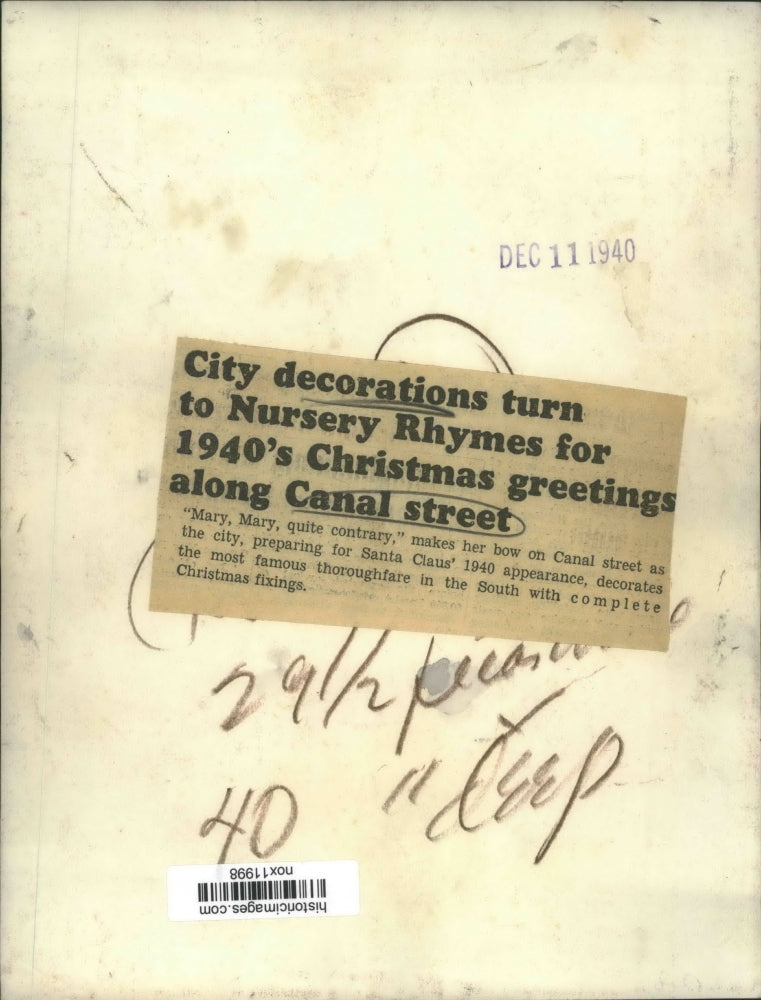 DEC 11 1940
City decorations turn
to Nursery Rhymes for
1940's Christmas greetings
along Canal street
"Mary, Mary, quite contrary," makes her bow on Canal street as
the city, preparing for Santa Claus' 1940 appearance, decorates
the most famous thoroughfare in the South with complete
Christmas fixings.
29 1/2 picas
40 " deep
historicimages.com
nox11998